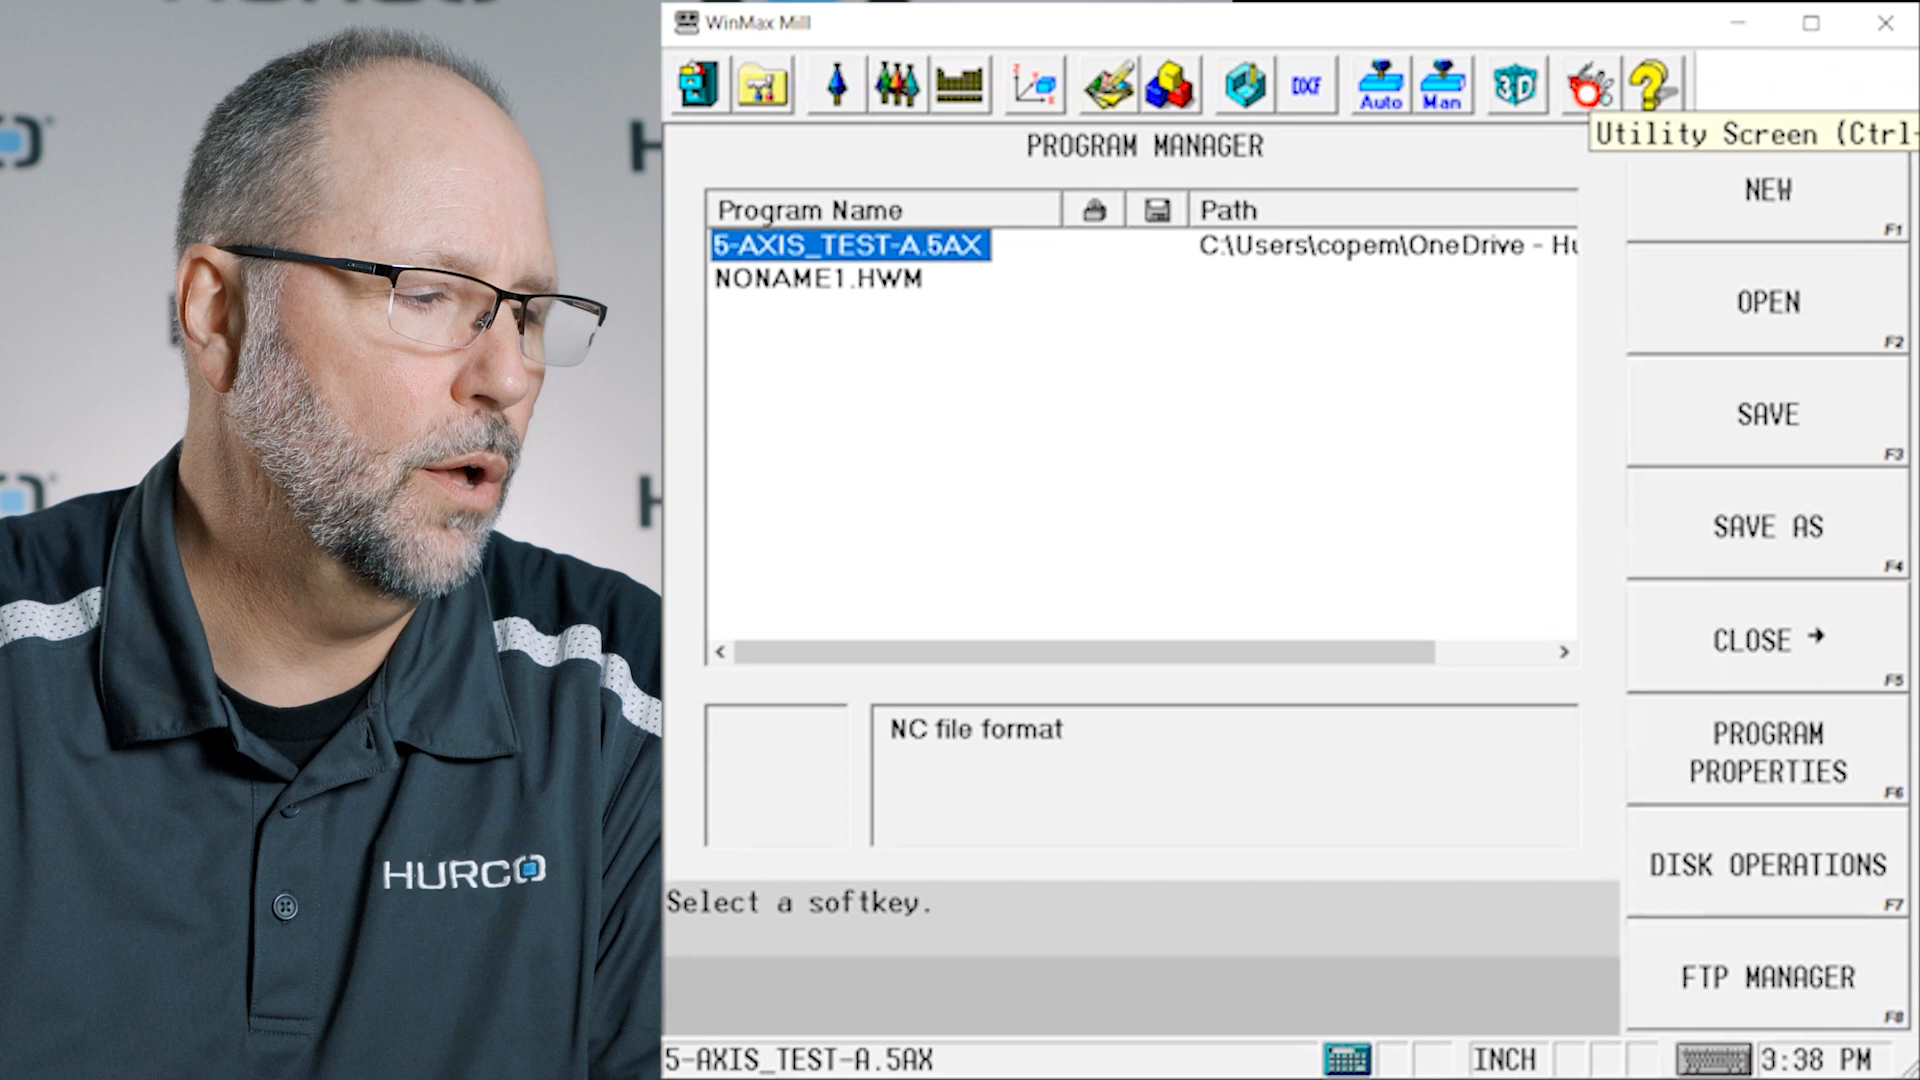 WinMax Mill
DXF
Auto
Man
3D
Utility Screen (Ctrl-
PROGRAM MANAGER
Program Name
Path
5-AXIS_TEST-A.5AX
C:\Users\copem\OneDrive - Hu
NONAME1.HWM
NC file format
Select a softkey.
NEW
F1
OPEN
F2
SAVE
F3
SAVE AS
F4
CLOSE →
F5
PROGRAM
PROPERTIES
F6
DISK OPERATIONS
F7
FTP MANAGER
F8
5-AXIS_TEST-A.5AX
INCH
3:38 PM
HURCO